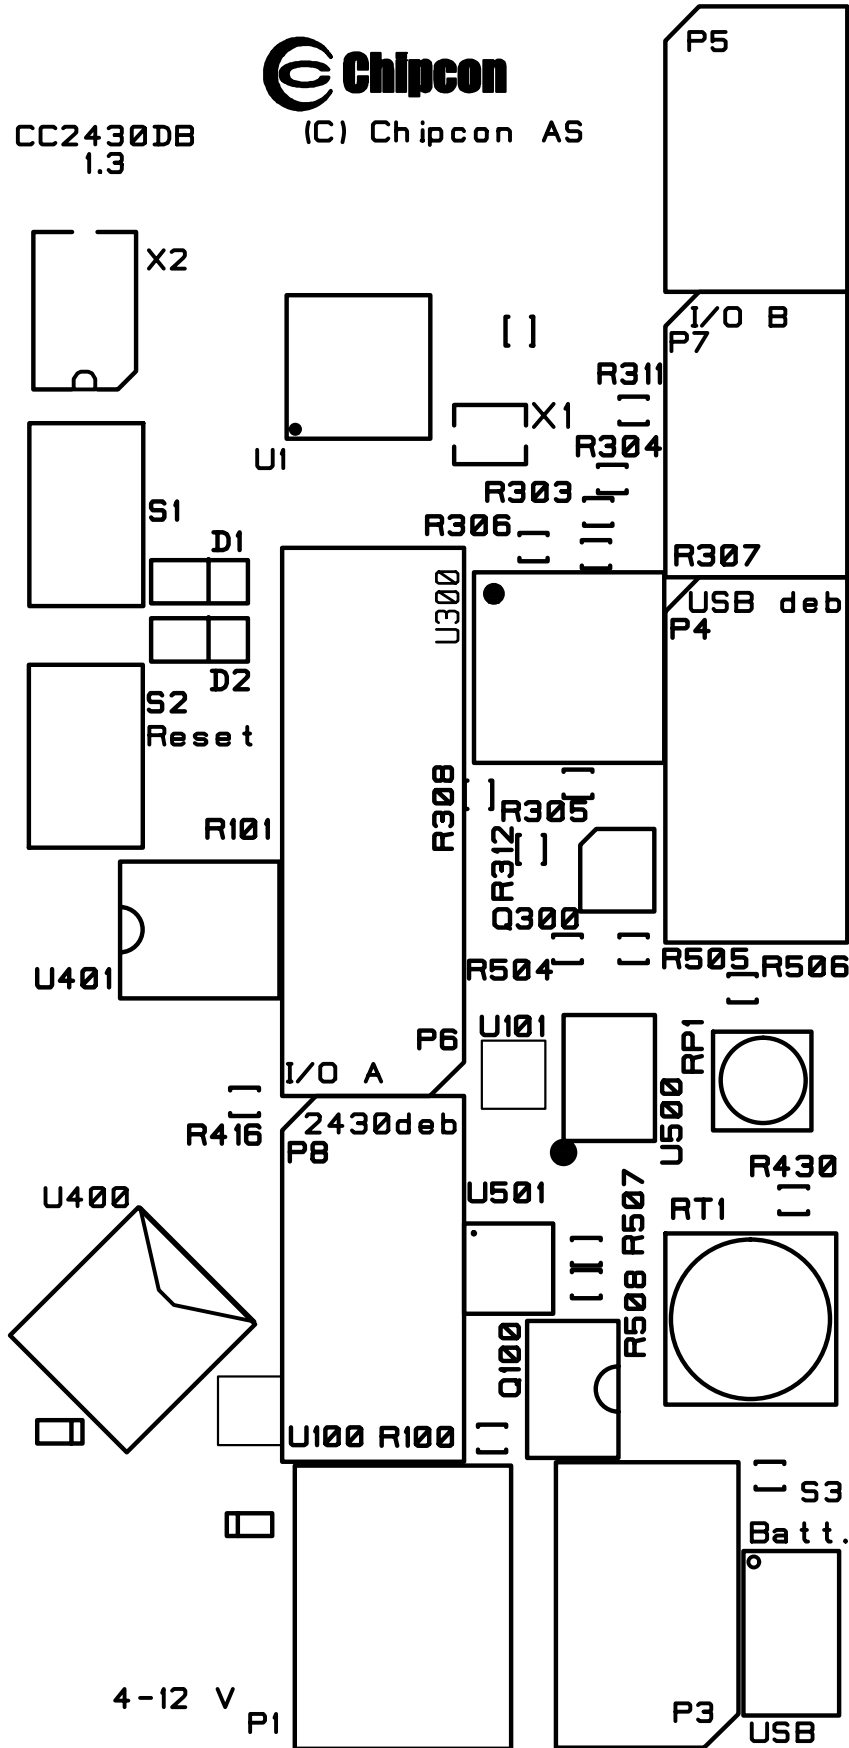 P5
Chipcon
(C) Chipcon AS
CC2430DB
1.3
X2
I/O B
P7
R311
X1
R304
U1
R303
S1
R306
D1
R307
U300
USB deb
P4
D2
S2
Reset
R308
R305
R101
R312
Q300
R504
R505
R506
U401
U101
P6
RP1
I/O A
U500
2430deb
R416
P8
R430
U400
U501
R507
RT1
R508
Q100
U100
R100
S3
Batt.
4-12 V
P1
P3
USB